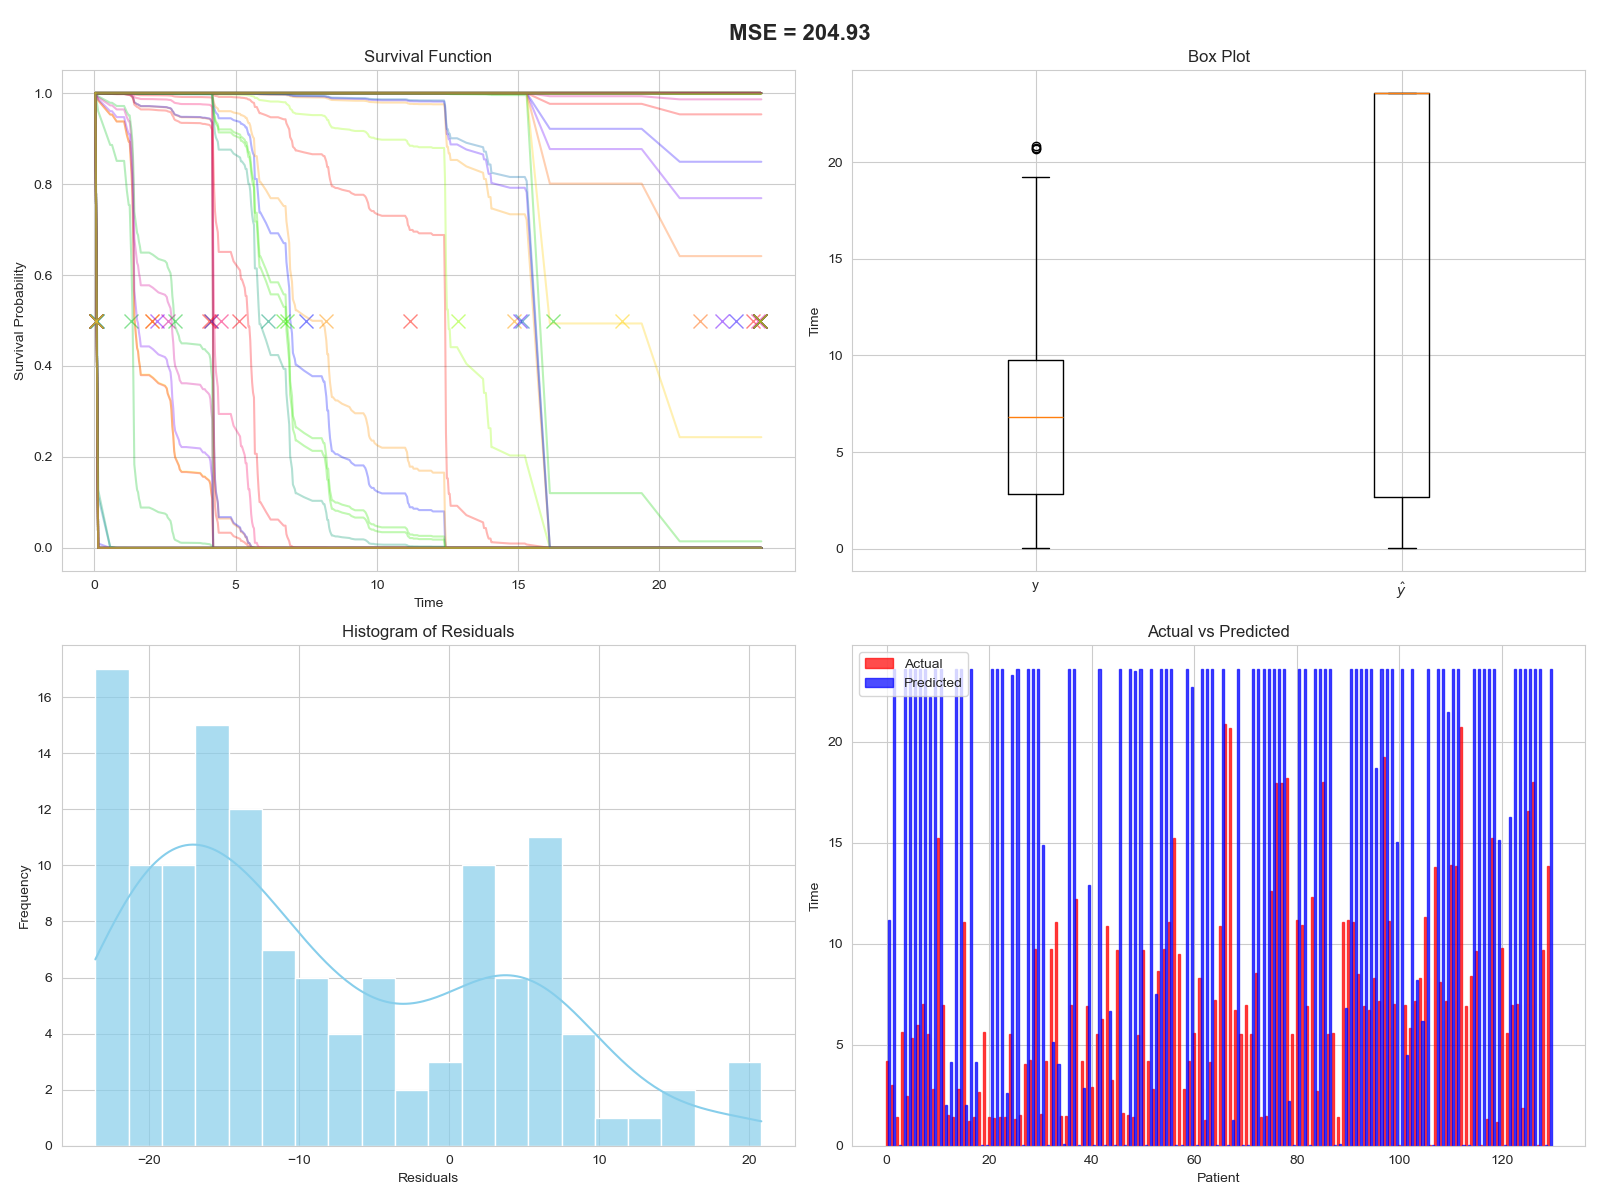 MSE = 204.93
Survival Function
Survival Probability
1.0
0.8
0.6
0.4
0.2
0.0
0 5 10 15 20
Time
Box Plot
Time
20
15
10
5
0
y ŷ
Histogram of Residuals
Frequency
16
14
12
10
8
6
4
2
0
−20 −10 0 10 20
Residuals
Actual vs Predicted
Actual
Predicted
Time
20
15
10
5
0
0 20 40 60 80 100 120
Patient